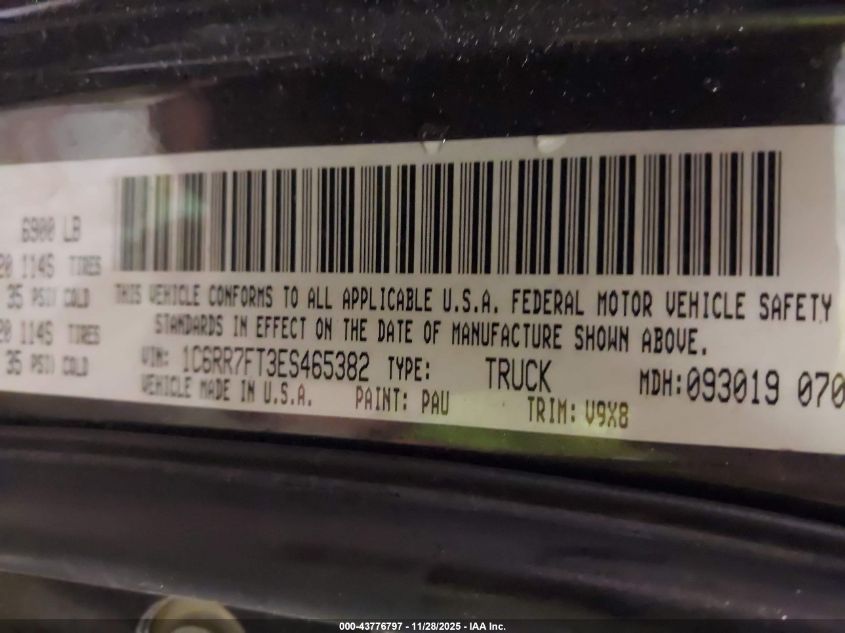 6900 LB
20 114S TIRES
35 PSI/ COLD
20 114S TIRES
35 PSI/ COLD
THIS VEHICLE CONFORMS TO ALL APPLICABLE U.S.A. FEDERAL MOTOR VEHICLE SAFETY
STANDARDS IN EFFECT ON THE DATE OF MANUFACTURE SHOWN ABOVE.
VIN: 1C6RR7FT3ES465382 TYPE: TRUCK MDH:093019 070
VEHICLE MADE IN U.S.A. PAINT: PAU TRIM: V9X8
000-43776797 - 11/28/2025 - IAA Inc.